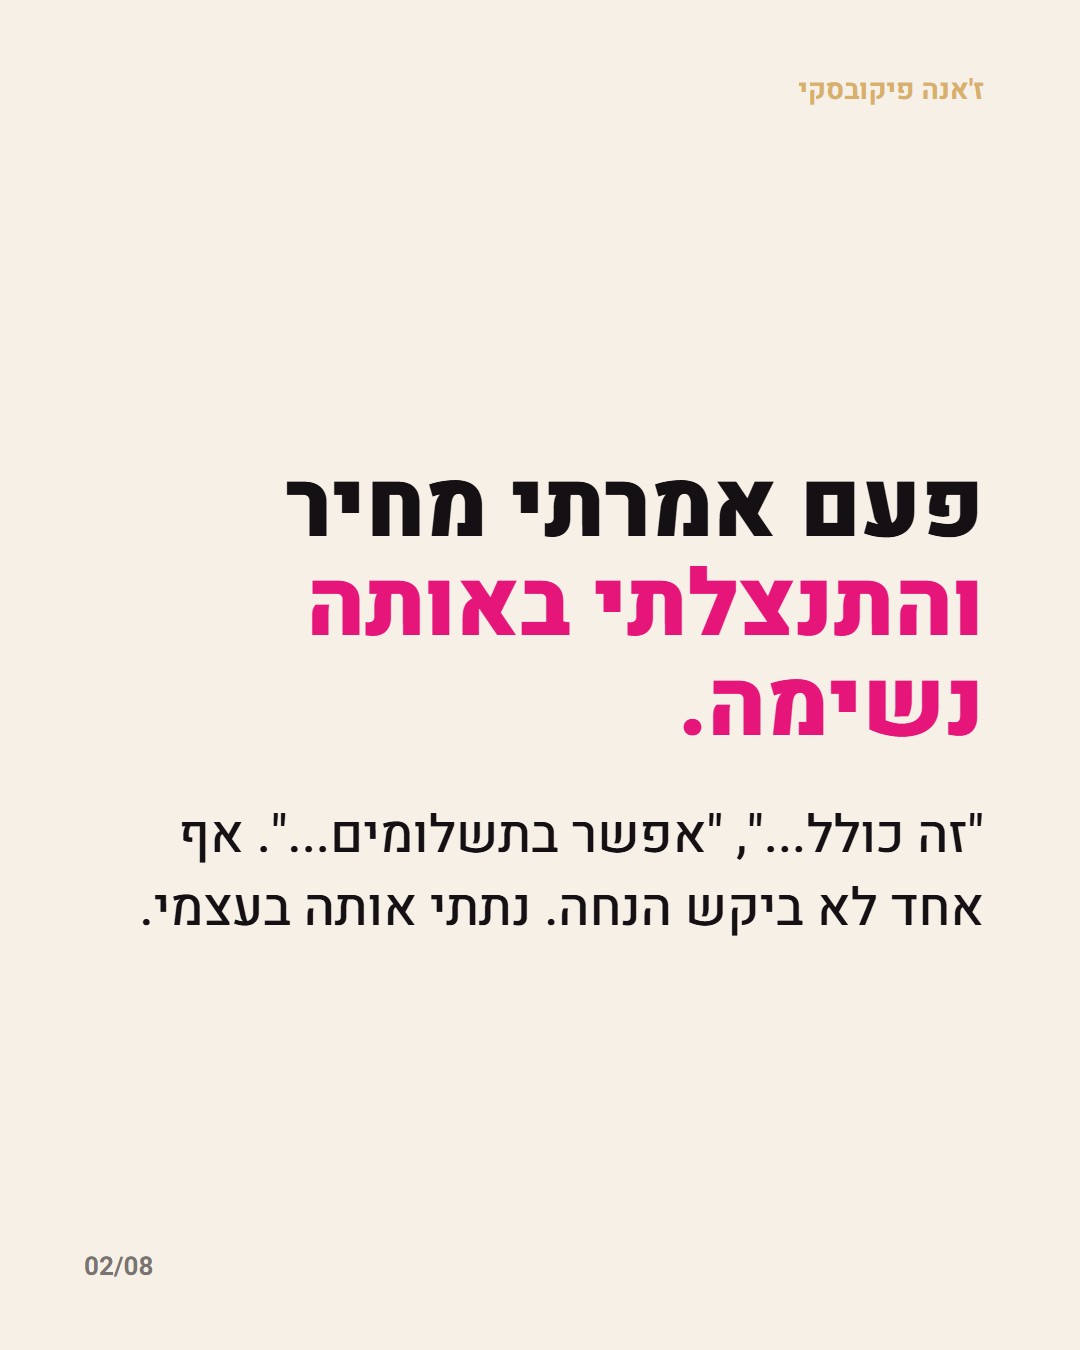 ז'אנה פיקובסקי
פעם אמרתי מחיר
והתנצלתי באותה
נשימה.
"זה כולל...", "אפשר בתשלומים...". אף
אחד לא ביקש הנחה. נתתי אותה בעצמי.
02/08